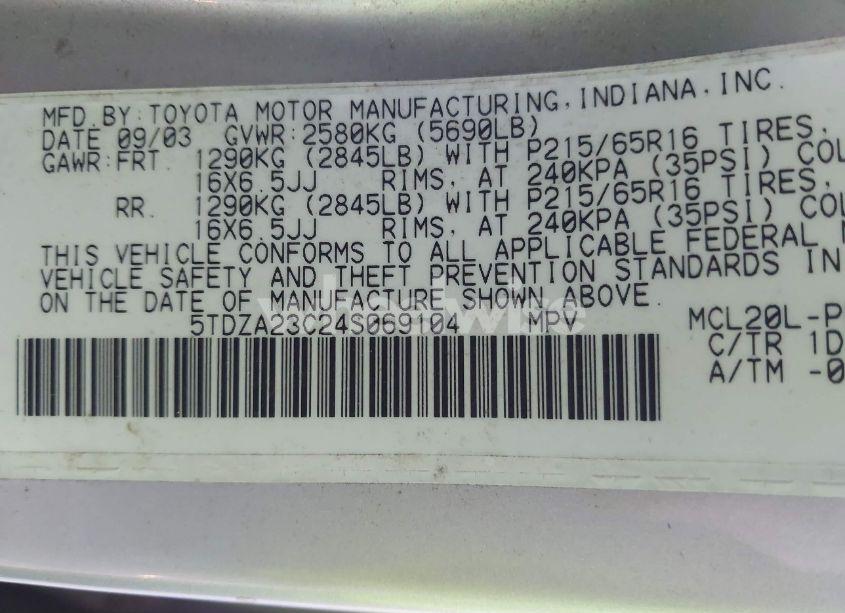 MFD.BY:TOYOTA MOTOR MANUFACTURING,INDIANA,INC.
DATE 09/03 GVWR:2580KG (5690LB)
GAWR:FRT. 1290KG (2845LB) WITH P215/65R16 TIRES,
16X6.5JJ RIMS, AT 240KPA (35PSI) COL
RR. 1290KG (2845LB) WITH P215/65R16 TIRES,
16X6.5JJ RIMS, AT 240KPA (35PSI) COL
THIS VEHICLE CONFORMS TO ALL APPLICABLE FEDERAL M
VEHICLE SAFETY AND THEFT PREVENTION STANDARDS IN
ON THE DATE OF MANUFACTURE SHOWN ABOVE.
5TDZA23C24S069104 MPV MCL20L-P
C/TR 1D
A/TM -0